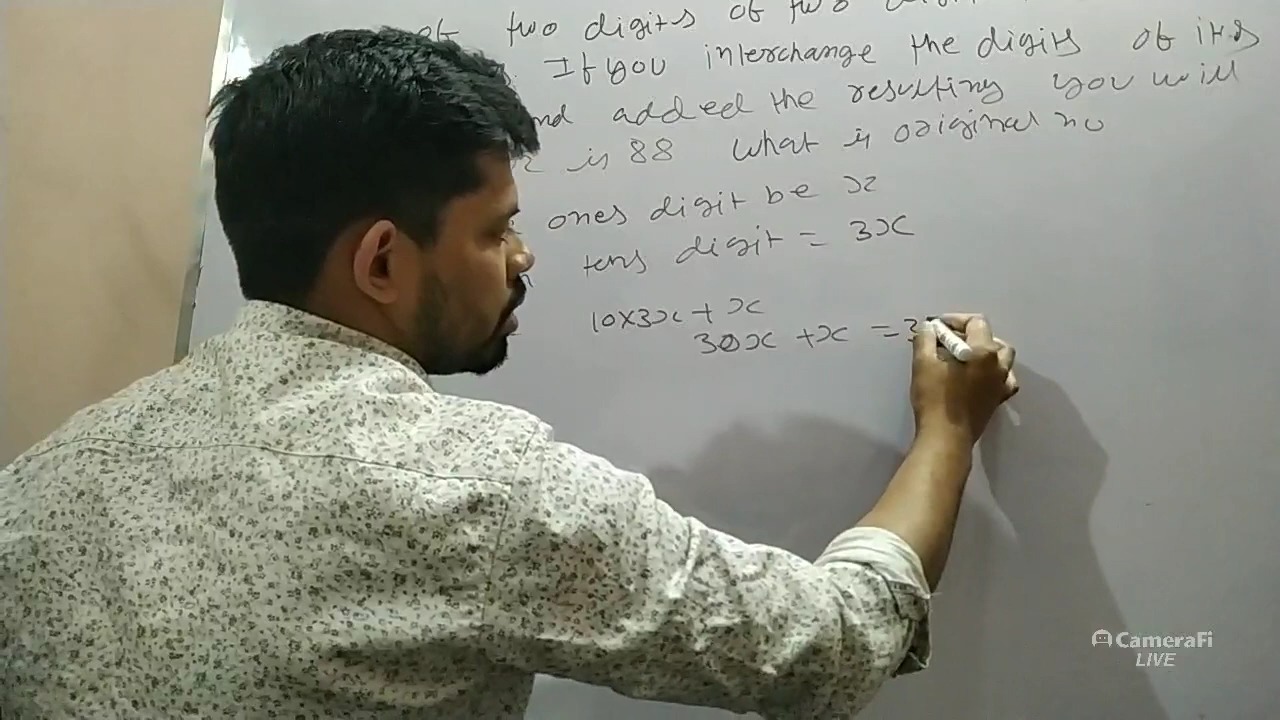 of two digits of two
If you interchange the digits of its
nd added the resulting you will
is 88 what is original no
ones digit be x
tens digit = 3x
10x3x + x
30x + x = 3
CameraFi
LIVE